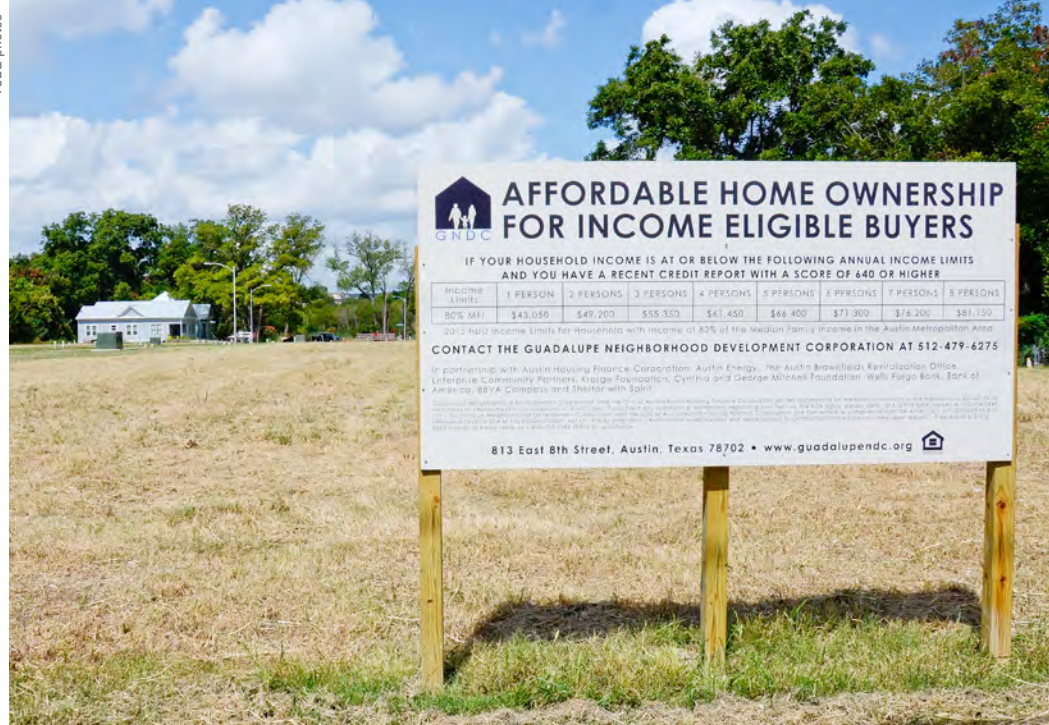 photos
GNDC
AFFORDABLE HOME OWNERSHIP
FOR INCOME ELIGIBLE BUYERS
IF YOUR HOUSEHOLD INCOME IS AT OR BELOW THE FOLLOWING ANNUAL INCOME LIMITS
AND YOU HAVE A RECENT CREDIT REPORT WITH A SCORE OF 640 OR HIGHER
Income Limits 1 PERSON 2 PERSONS 3 PERSONS 4 PERSONS 5 PERSONS 6 PERSONS 7 PERSONS 8 PERSONS
80% MFI $43,050 $49,200 $55,350 $61,450 $66,400 $71,300 $76,200 $81,150
2013 HUD Income Limits for Household with Income at 80% of the Median Family Income in the Austin Metropolitan Area
CONTACT THE GUADALUPE NEIGHBORHOOD DEVELOPMENT CORPORATION AT 512-479-6275
In partnership with Austin Housing Finance Corporation, Austin Energy, The Austin Brownfields Revitalization Office,
Enterprise Community Partners, Kresge Foundation, Cynthia and George Mitchell Foundation, Wells Fargo Bank, Bank of
America, BBVA Compass and Shelter with Spirit
813 East 8th Street, Austin, Texas 78702 • www.guadalupendc.org